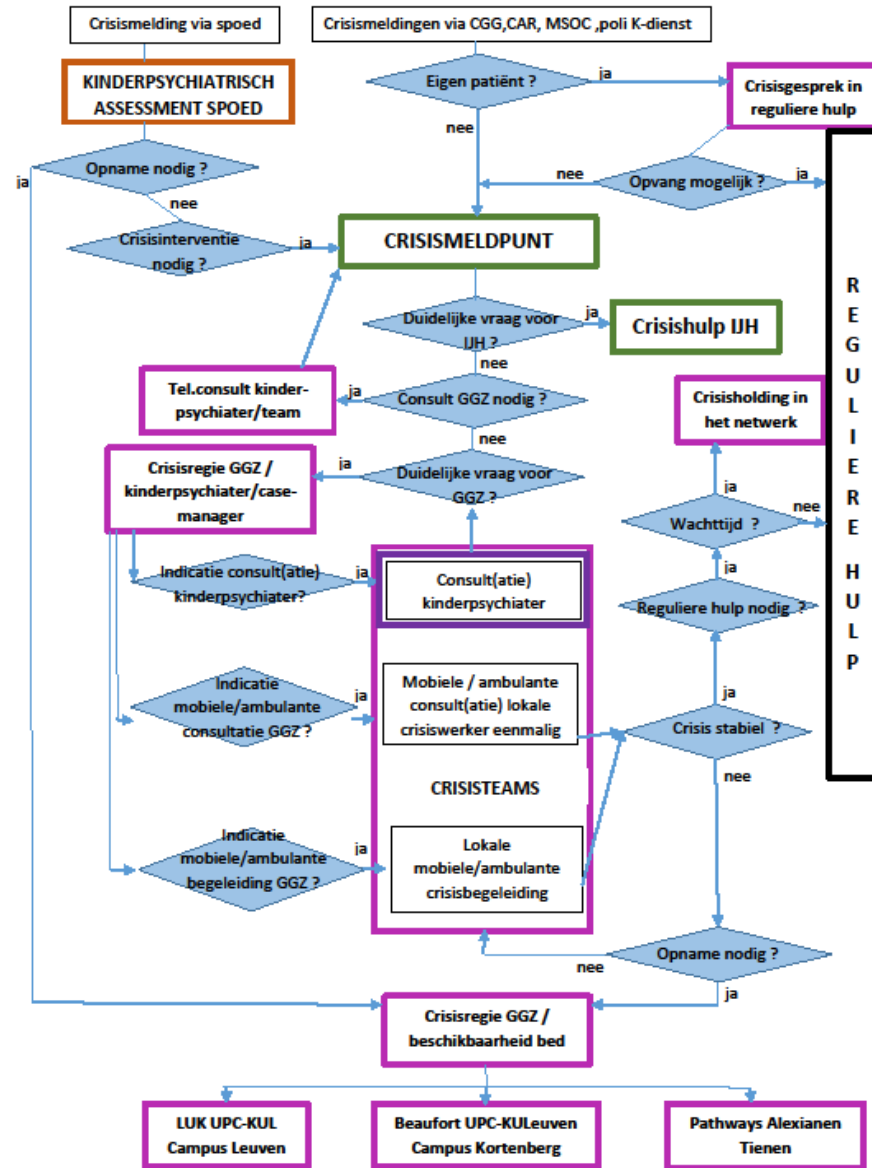 Crisismelding via spoed
Crisismeldingen via CGG,CAR, MSOC ,poli K-dienst
KINDERPSYCHIATRISCH
ASSESSMENT SPOED
Eigen patiënt ?
ja
Crisisgesprek in
reguliere hulp
nee
Opname nodig ?
ja
nee
Opvang mogelijk ?
nee
ja
Crisisinterventie
nodig ?
ja
CRISISMELDPUNT
Duidelijke vraag voor
IJH ?
ja
Crisishulp IJH
nee
Tel.consult kinder-
psychiater/team
ja
Consult GGZ nodig ?
nee
Crisisholding in
het netwerk
Crisisregie GGZ /
kinderpsychiater/case-
manager
ja
Duidelijke vraag voor
GGZ ?
ja
Wachttijd ?
nee
Indicatie consult(atie)
kinderpsychiater?
ja
Consult(atie)
kinderpsychiater
ja
Reguliere hulp nodig ?
Indicatie
mobiele/ambulante
consultatie GGZ ?
ja
Mobiele / ambulante
consult(atie) lokale
crisiswerker eenmalig
ja
Crisis stabiel ?
nee
CRISISTEAMS
Indicatie
mobiele/ambulante
begeleiding GGZ ?
ja
Lokale
mobiele/ambulante
crisisbegeleiding
Opname nodig ?
nee
ja
Crisisregie GGZ /
beschikbaarheid bed
LUK UPC-KUL
Campus Leuven
Beaufort UPC-KULeuven
Campus Kortenberg
Pathways Alexianen
Tienen
REGULIERE HULP